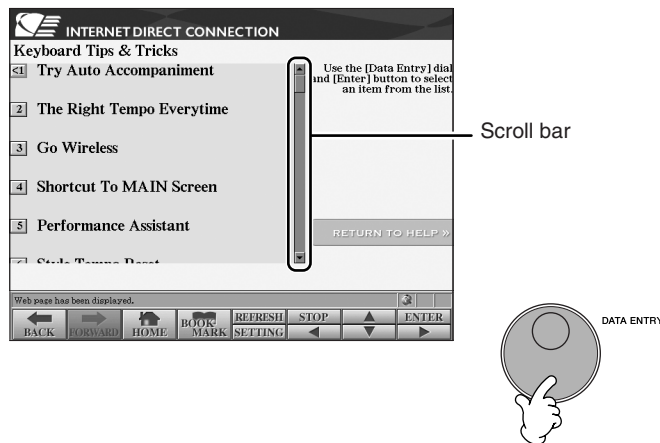 INTERNET DIRECT CONNECTION
Keyboard Tips & Tricks
<1 Try Auto Accompaniment
2 The Right Tempo Everytime
3 Go Wireless
4 Shortcut To MAIN Screen
5 Performance Assistant
Style Tempo Reset
Use the [Data Entry] dial
and [Enter] button to select
an item from the list.
RETURN TO HELP »
Scroll bar
Web page has been displayed.
BACK FORWARD HOME BOOK-MARK REFRESH STOP ENTER
SETTING
DATA ENTRY